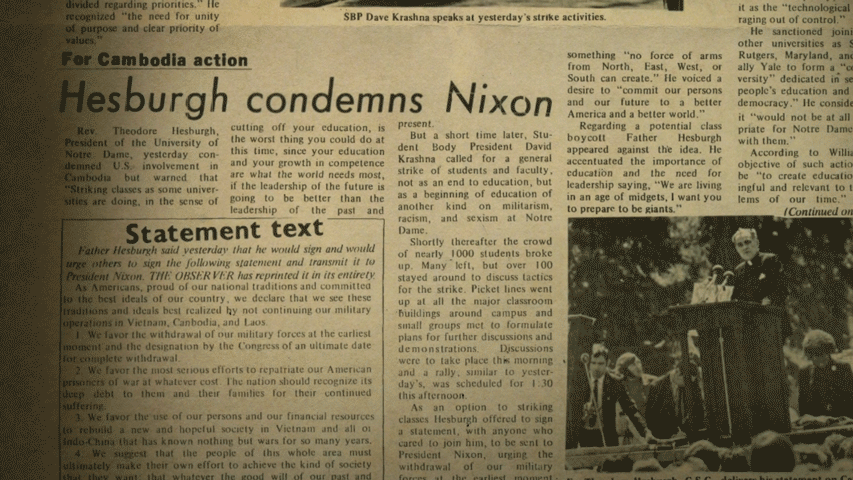 divided regarding priorities." He
recognized "the need for unity
of purpose and clear priority of
values."
SBP Dave Krashna speaks at yesterday's strike activities.
For Cambodia action
Hesburgh condemns Nixon
Rev. Theodore Hesburgh,
President of the University of
Notre Dame, yesterday con-
demned U.S. involvement in
Cambodia but warned that
"Striking classes as some univer-
sities are doing, in the sense of
cutting off your education, is
the worst thing you could do at
this time, since your education
and your growth in competence
are what the world needs most,
if the leadership of the future is
going to be better than the
leadership of the past and
present.
But a short time later, Stu-
dent Body President David
Krashna called for a general
strike of students and faculty,
not as an end to education, but
as a beginning of education of
another kind on militarism,
racism, and sexism at Notre
Dame.
Shortly thereafter the crowd
of nearly 1000 students broke
up. Many left, but over 100
stayed around to discuss tactics
for the strike. Picket lines went
up at all the major classroom
buildings around campus and
small groups met to formulate
plans for further discussions and
demonstrations. Discussions
were to take place this morning
and a rally, similar to yester-
day's, was scheduled for 1:30
this afternoon.
As an option to striking
classes Hesburgh offered to sign
a statement, with anyone who
cared to join him, to be sent to
President Nixon, urging the
withdrawal of our military
forces at the earliest moment
something "no force of arms
from North, East, West, or
South can create." He voiced a
desire to "commit our persons
and our future to a better
America and a better world."
Regarding a potential class
boycott Father Hesburgh
appeared against the idea. He
accentuated the importance of
education and the need for
leadership saying, "We are living
in an age of midgets, I want you
to prepare to be giants."
it as the "technological
raging out of control."
He sanctioned joini
other universities as S
Rutgers, Maryland, and
ally Yale to form a "c
versity" dedicated in se
people's education and
democracy." He conside
it "would not be at all
priate for Notre Dame
with them."
According to Willia
objective of such actio
be "to create educatio
ingful and relevant to t
lems of our time."
(Continued on
Statement text
Father Hesburgh said yesterday that he would sign and would
urge others to sign the following statement and transmit it to
President Nixon. THE OBSERVER has reprinted it in its entirety.
As Americans, proud of our national traditions and committed
to the best ideals of our country, we declare that we see these
traditions and ideals best realized by not continuing our military
operations in Vietnam, Canbodia, and Laos.
1. We favor the withdrawal of our military forces at the earliest
moment and the designation by the Congress of an ultimate date
for complete withdrawal.
2. We favor the most serious efforts to repatriate our American
prisoners of war at whatever cost. The nation should recognize its
deep debt to them and their families for their continued
suffering.
3. We favor the use of our persons and our financial resources
to rebuild a new and hopeful society in Vietnam and all of
Indo-China that has known nothing but wars for so many years.
4. We suggest that the people of this whole area must
ultimately make their own effort to achieve the kind of society
that they want, that whatever the good will of our past and